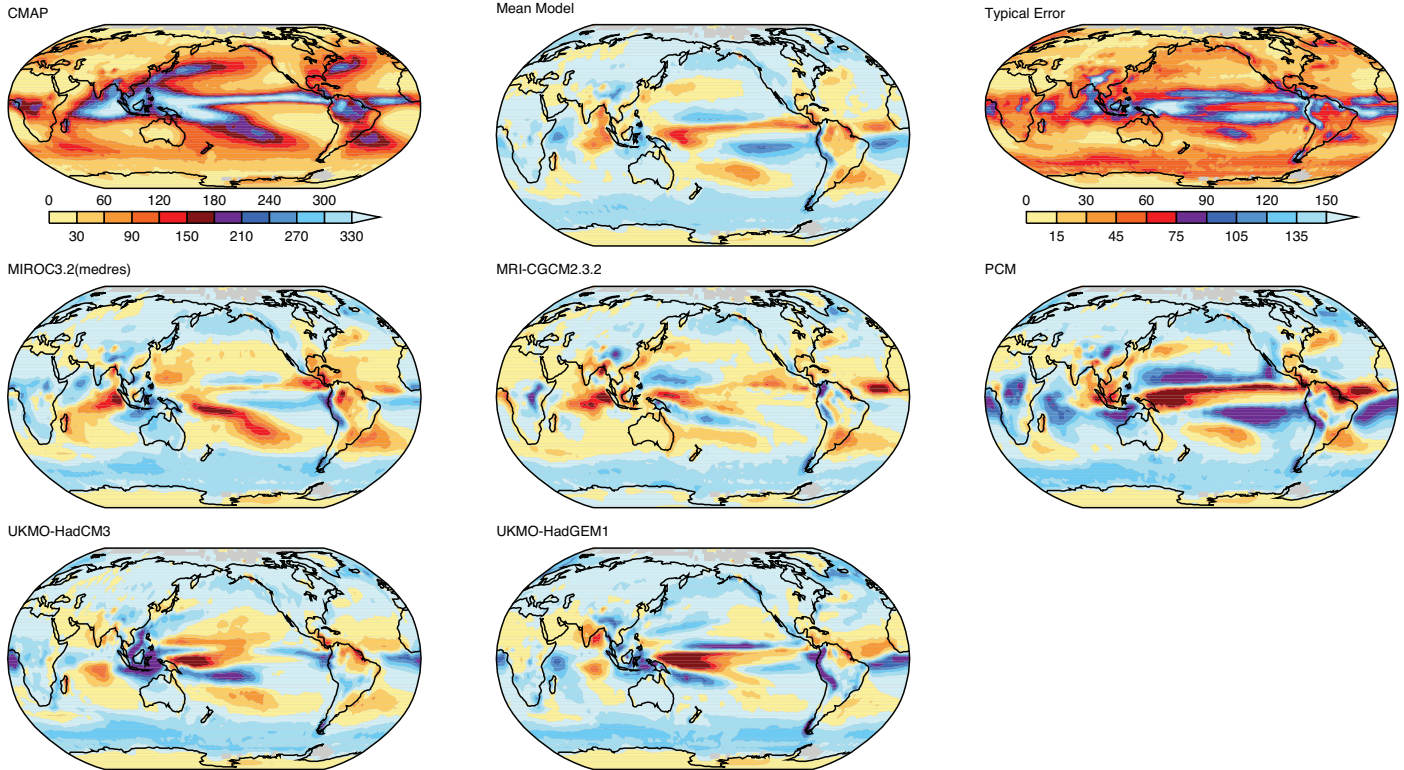 CMAP
Mean Model
Typical Error
0 60 120 180 240 300
30 90 150 210 270 330
0 30 60 90 120 150
15 45 75 105 135
MIROC3.2(medres)
MRI-CGCM2.3.2
PCM
UKMO-HadCM3
UKMO-HadGEM1